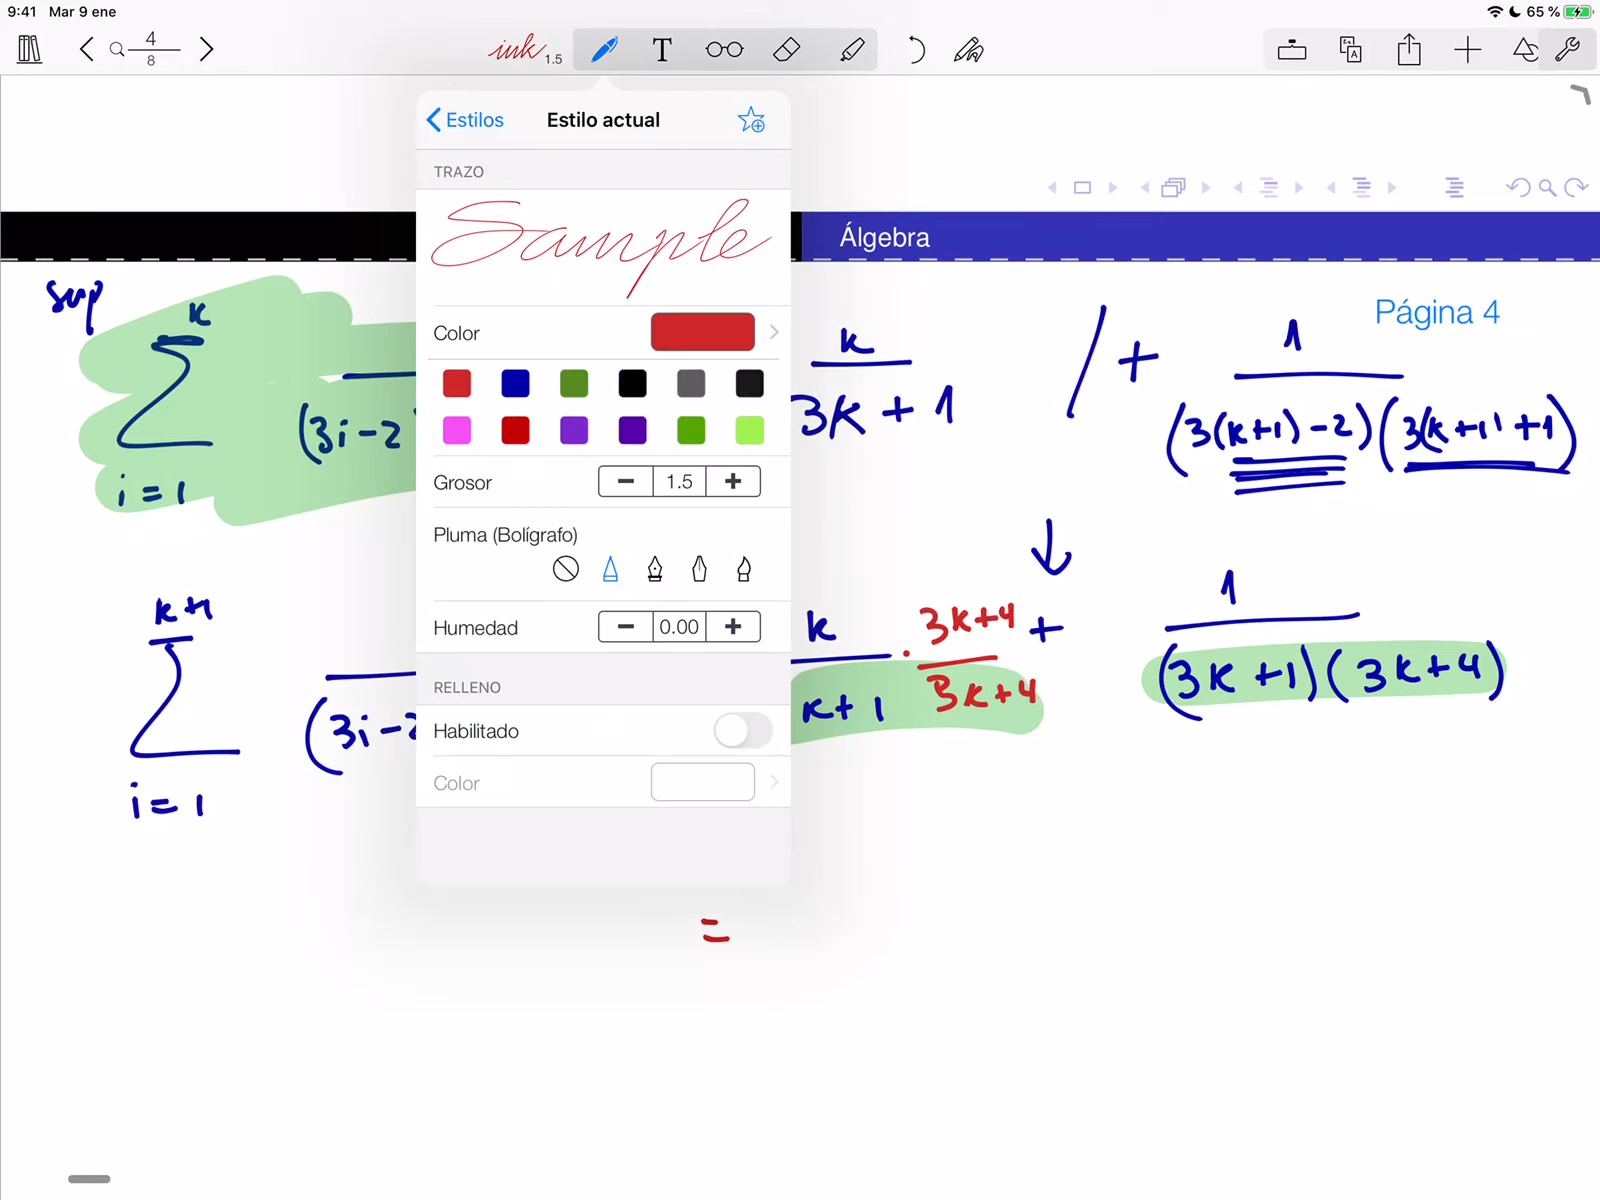 9:41 Mar 9 ene 65 %
4
8
ink 1.5 T
Estilos Estilo actual
TRAZO
Sample
Álgebra
Página 4
Sup
k
∑
i = 1
(3i-2
k
3k + 1
/ +
1
(3(k+1)-2)(3(k+1)+1)
Color
Grosor 1.5
Pluma (Bolígrafo)
Humedad 0.00
RELLENO
Habilitado
Color
k+1
∑
i = 1
(3i-2
k
k+1
· 3k+4
3k+4
+
1
(3k+1)(3k+4)
=